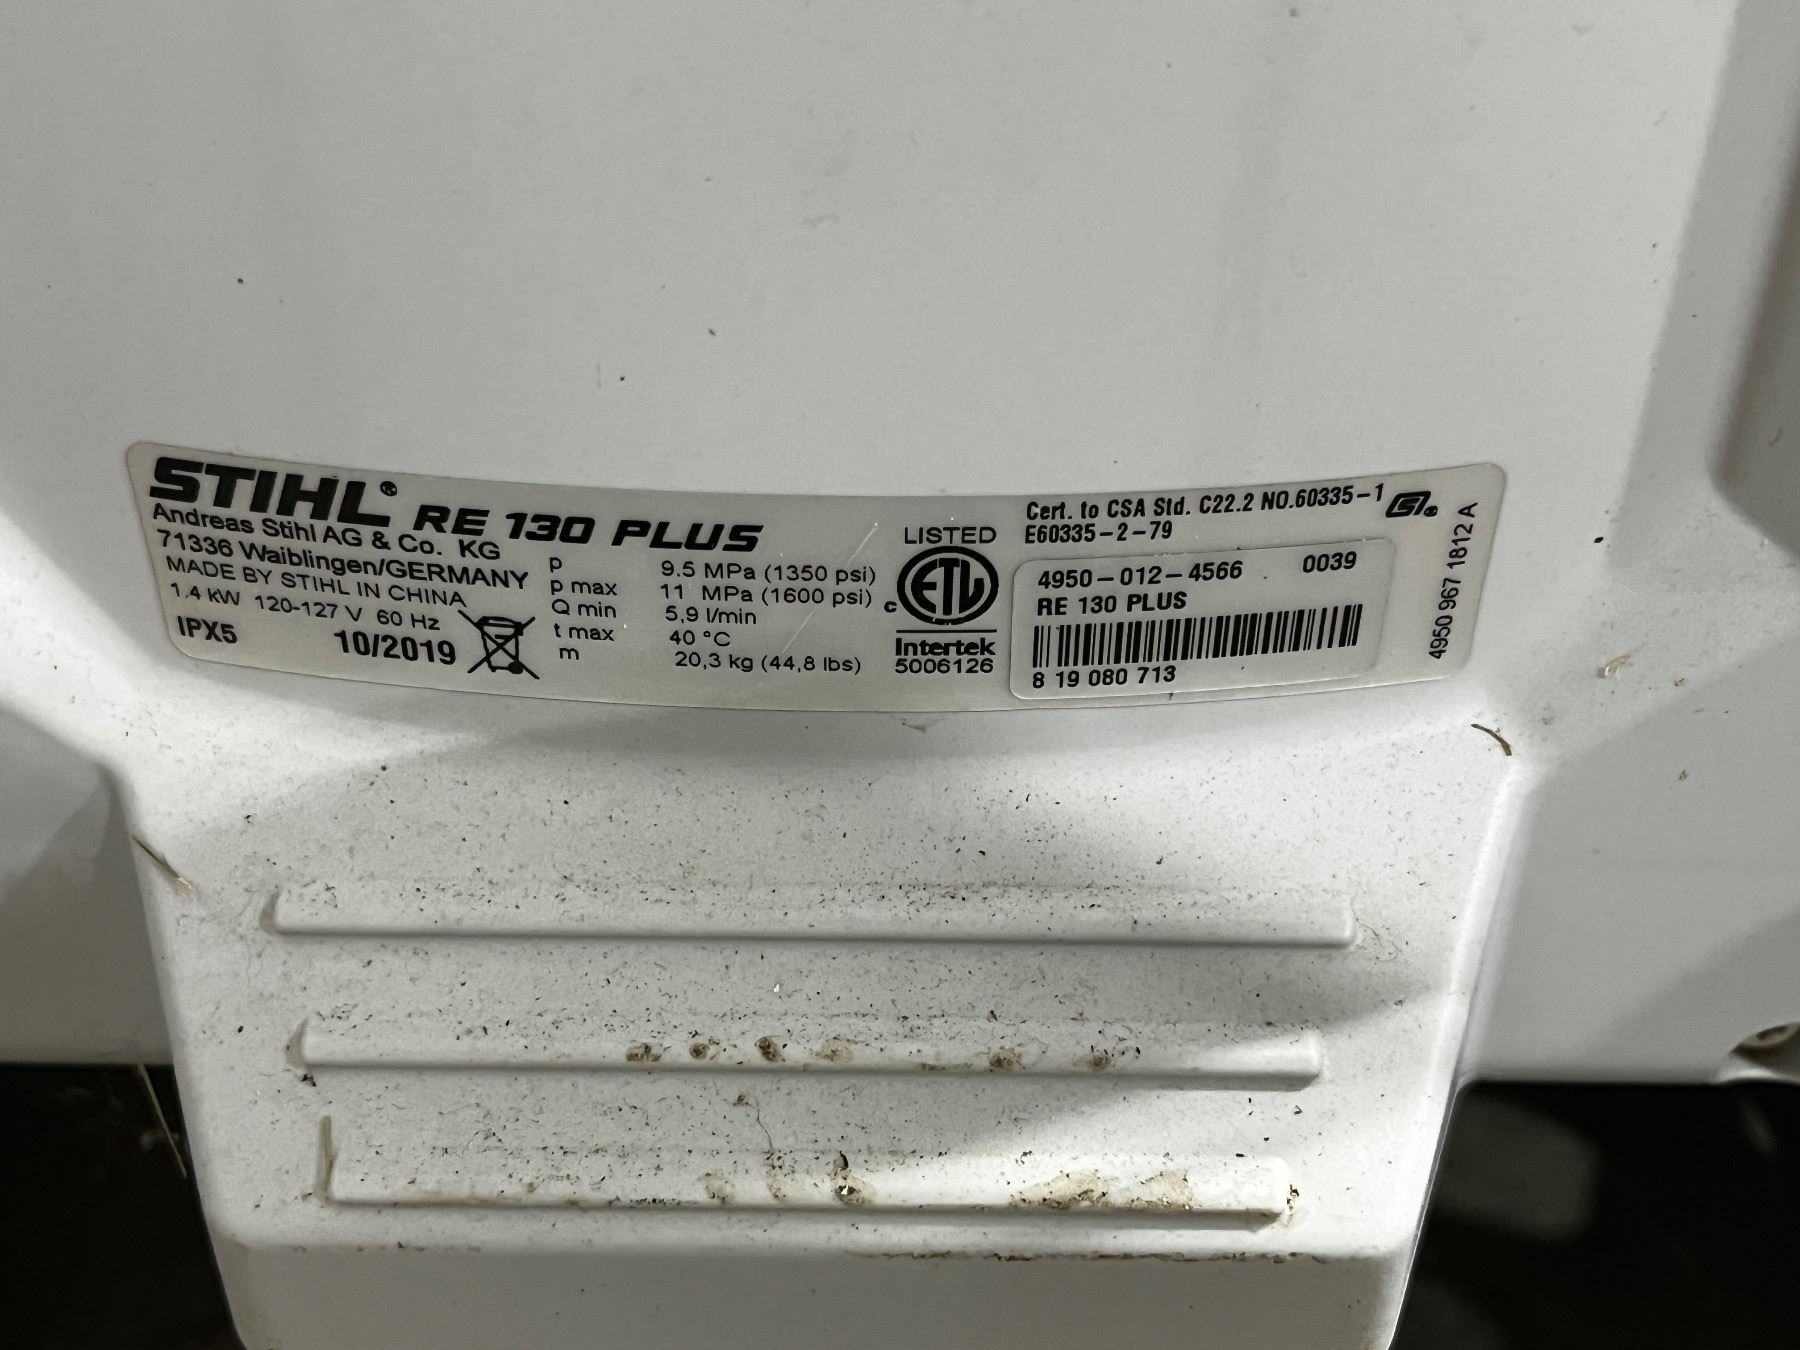 STIHL® RE 130 PLUS
Andreas Stihl AG & Co. KG
71336 Waiblingen/GERMANY
MADE BY STIHL IN CHINA
1.4 kW 120-127 V 60 Hz
IPX5 10/2019
p 9.5 MPa (1350 psi)
p max 11 MPa (1600 psi)
Q min 5,9 l/min
t max 40 °C
m 20,3 kg (44,8 lbs)
LISTED
c ETL
Intertek
5006126
Cert. to CSA Std. C22.2 NO.60335-1
E60335-2-79
4950-012-4566 0039
RE 130 PLUS
8 19 080 713
4950 967 1812 A